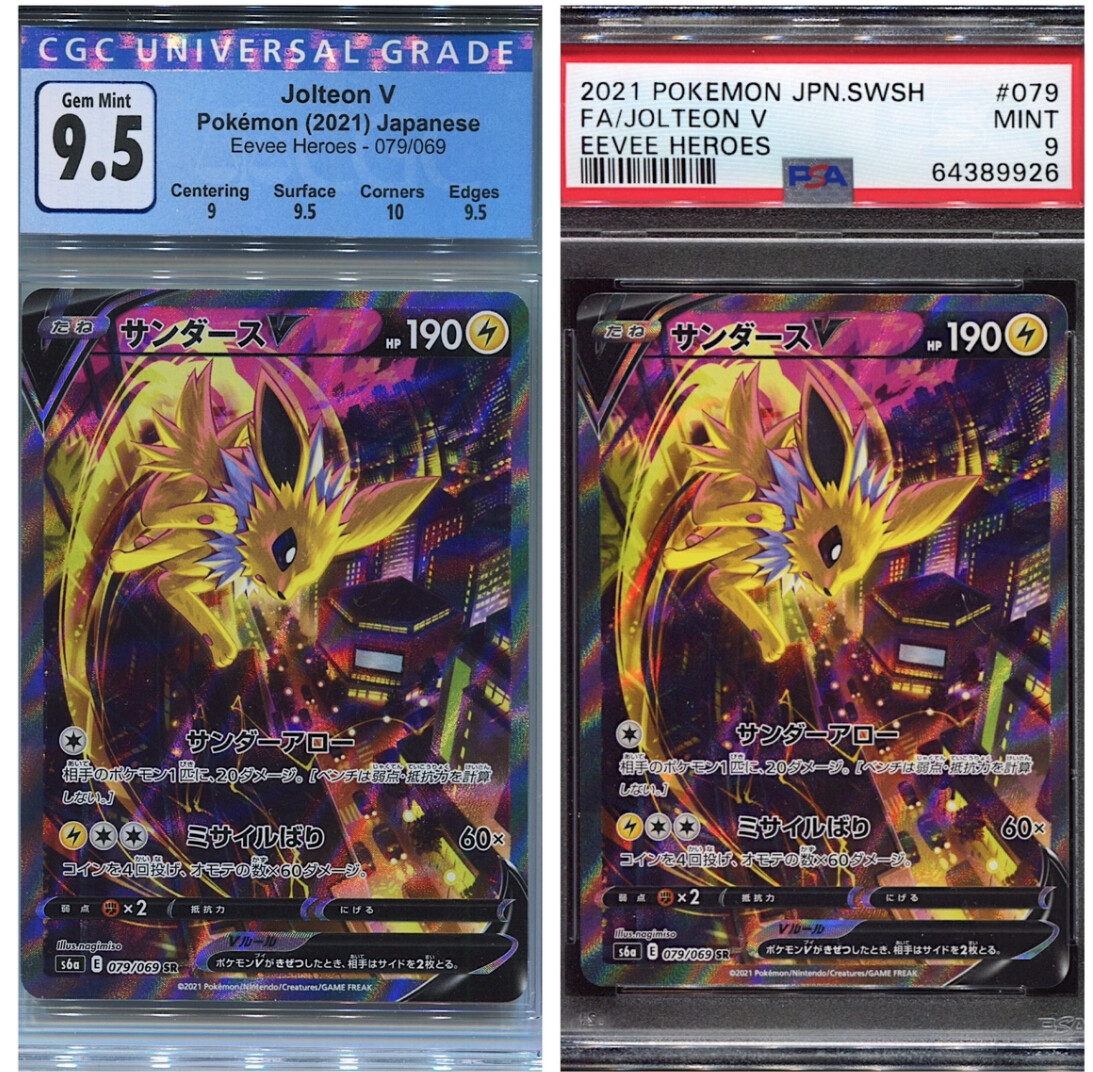 CGC UNIVERSAL GRADE
Gem Mint
9.5
Jolteon V
Pokémon (2021) Japanese
Eevee Heroes - 079/069
Centering Surface Corners Edges
9 9.5 10 9.5
たね サンダースV HP 190
サンダーアロー
相手のポケモン1匹に、20ダメージ。[ベンチは弱点・抵抗力を計算
しない。]
ミサイルばり 60×
コインを4回投げ、オモテの数×60ダメージ。
弱点 ×2 抵抗力 にげる
Illus.nagimiso
Vルール
s6a E 079/069 SR
ポケモンVがきぜつしたとき、相手はサイドを2枚とる。
©2021 Pokémon/Nintendo/Creatures/GAME FREAK
2021 POKEMON JPN.SWSH #079
FA/JOLTEON V MINT
EEVEE HEROES 9
PSA 64389926
たね サンダースV HP 190
サンダーアロー
相手のポケモン1匹に、20ダメージ。[ベンチは弱点・抵抗力を計算
しない。]
ミサイルばり 60×
コインを4回投げ、オモテの数×60ダメージ。
弱点 ×2 抵抗力 にげる
Illus.nagimiso
Vルール
s6a E 079/069 SR
ポケモンVがきぜつしたとき、相手はサイドを2枚とる。
©2021 Pokémon/Nintendo/Creatures/GAME FREAK